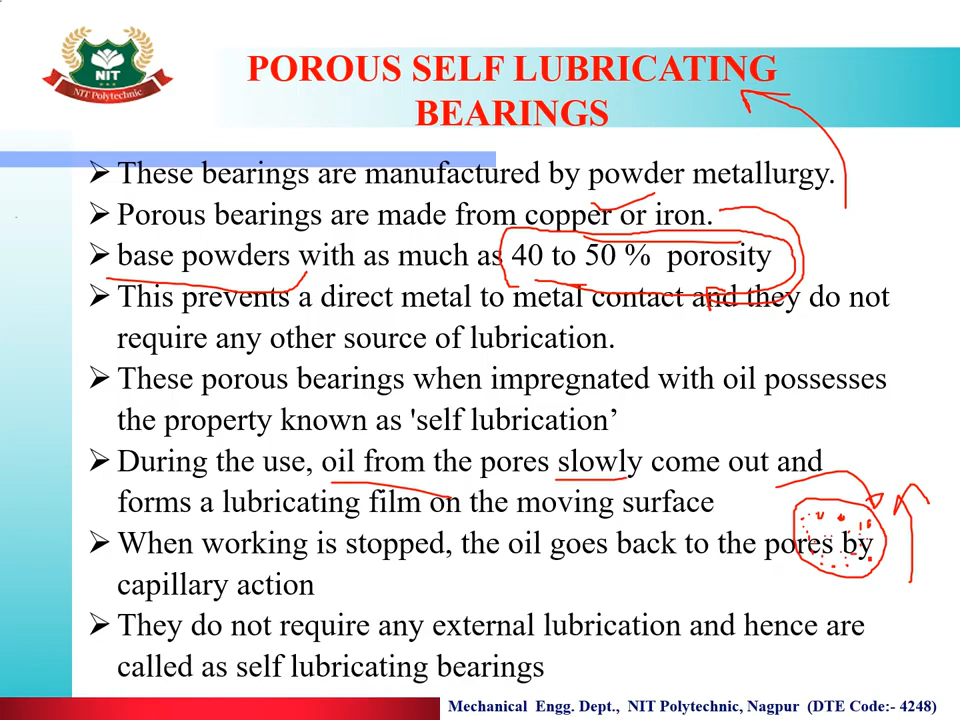 NIT
NIT Polytechnic
POROUS SELF LUBRICATING
BEARINGS
➢ These bearings are manufactured by powder metallurgy.
➢ Porous bearings are made from copper or iron.
➢ base powders with as much as 40 to 50 % porosity
➢ This prevents a direct metal to metal contact and they do not
require any other source of lubrication.
➢ These porous bearings when impregnated with oil possesses
the property known as 'self lubrication’
➢ During the use, oil from the pores slowly come out and
forms a lubricating film on the moving surface
➢ When working is stopped, the oil goes back to the pores by
capillary action
➢ They do not require any external lubrication and hence are
called as self lubricating bearings
Mechanical Engg. Dept., NIT Polytechnic, Nagpur (DTE Code:- 4248)